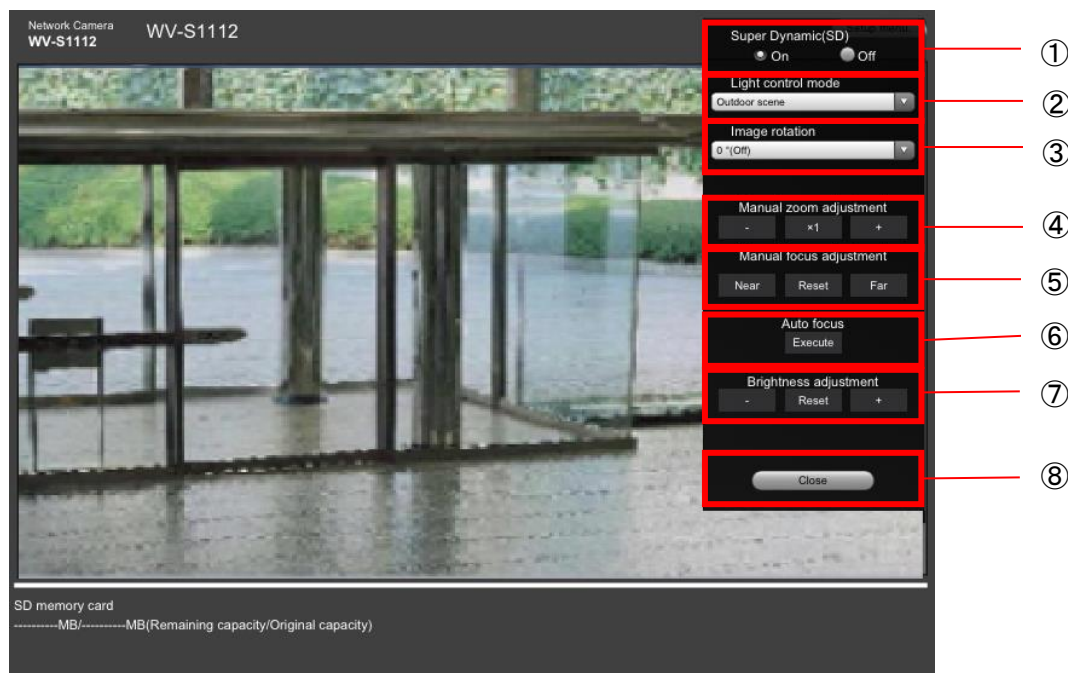 Network Camera
WV-S1112
WV-S1112
Super Dynamic(SD)
On Off
①
Light control mode
Outdoor scene
②
Image rotation
0 °(Off)
③
Manual zoom adjustment
- ×1 +
④
Manual focus adjustment
Near Reset Far
⑤
Auto focus
Execute
⑥
Brightness adjustment
- Reset +
⑦
Close
⑧
SD memory card
----------MB/----------MB(Remaining capacity/Original capacity)